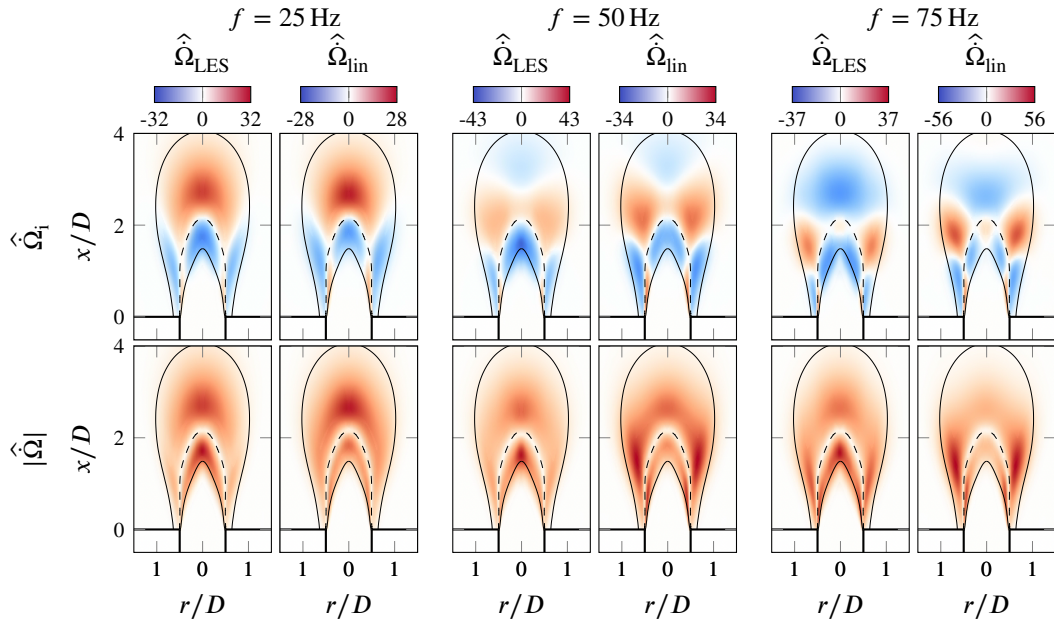 f = 25 Hz f = 50 Hz f = 75 Hz
Ω̇̂_LES Ω̇̂_lin Ω̇̂_LES Ω̇̂_lin Ω̇̂_LES Ω̇̂_lin
-32 0 32 -28 0 28 -43 0 43 -34 0 34 -37 0 37 -56 0 56
4
2
0
x/D
Ω̇̂_i
4
2
0
x/D
|Ω̇̂|
1 0 1 1 0 1 1 0 1 1 0 1 1 0 1 1 0 1
r/D r/D r/D r/D r/D r/D